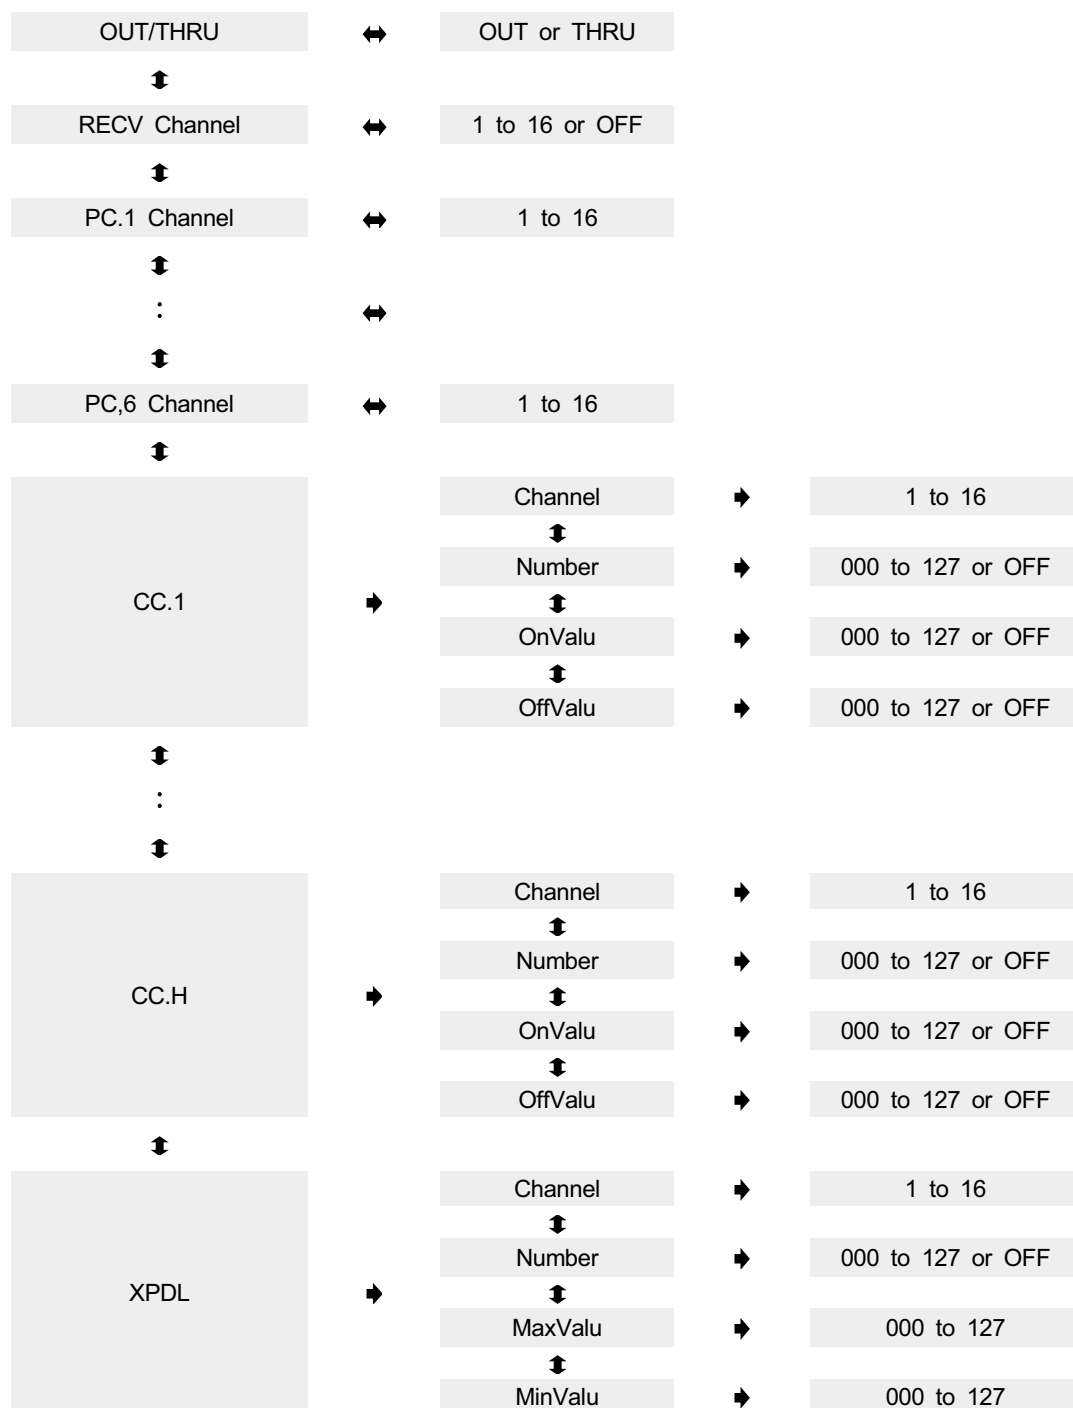 OUT/THRU OUT or THRU
RECV Channel 1 to 16 or OFF
PC.1 Channel 1 to 16
:
PC,6 Channel 1 to 16
Channel 1 to 16
Number 000 to 127 or OFF
CC.1
OnValu 000 to 127 or OFF
OffValu 000 to 127 or OFF
:
Channel 1 to 16
Number 000 to 127 or OFF
CC.H
OnValu 000 to 127 or OFF
OffValu 000 to 127 or OFF
Channel 1 to 16
Number 000 to 127 or OFF
XPDL
MaxValu 000 to 127
MinValu 000 to 127